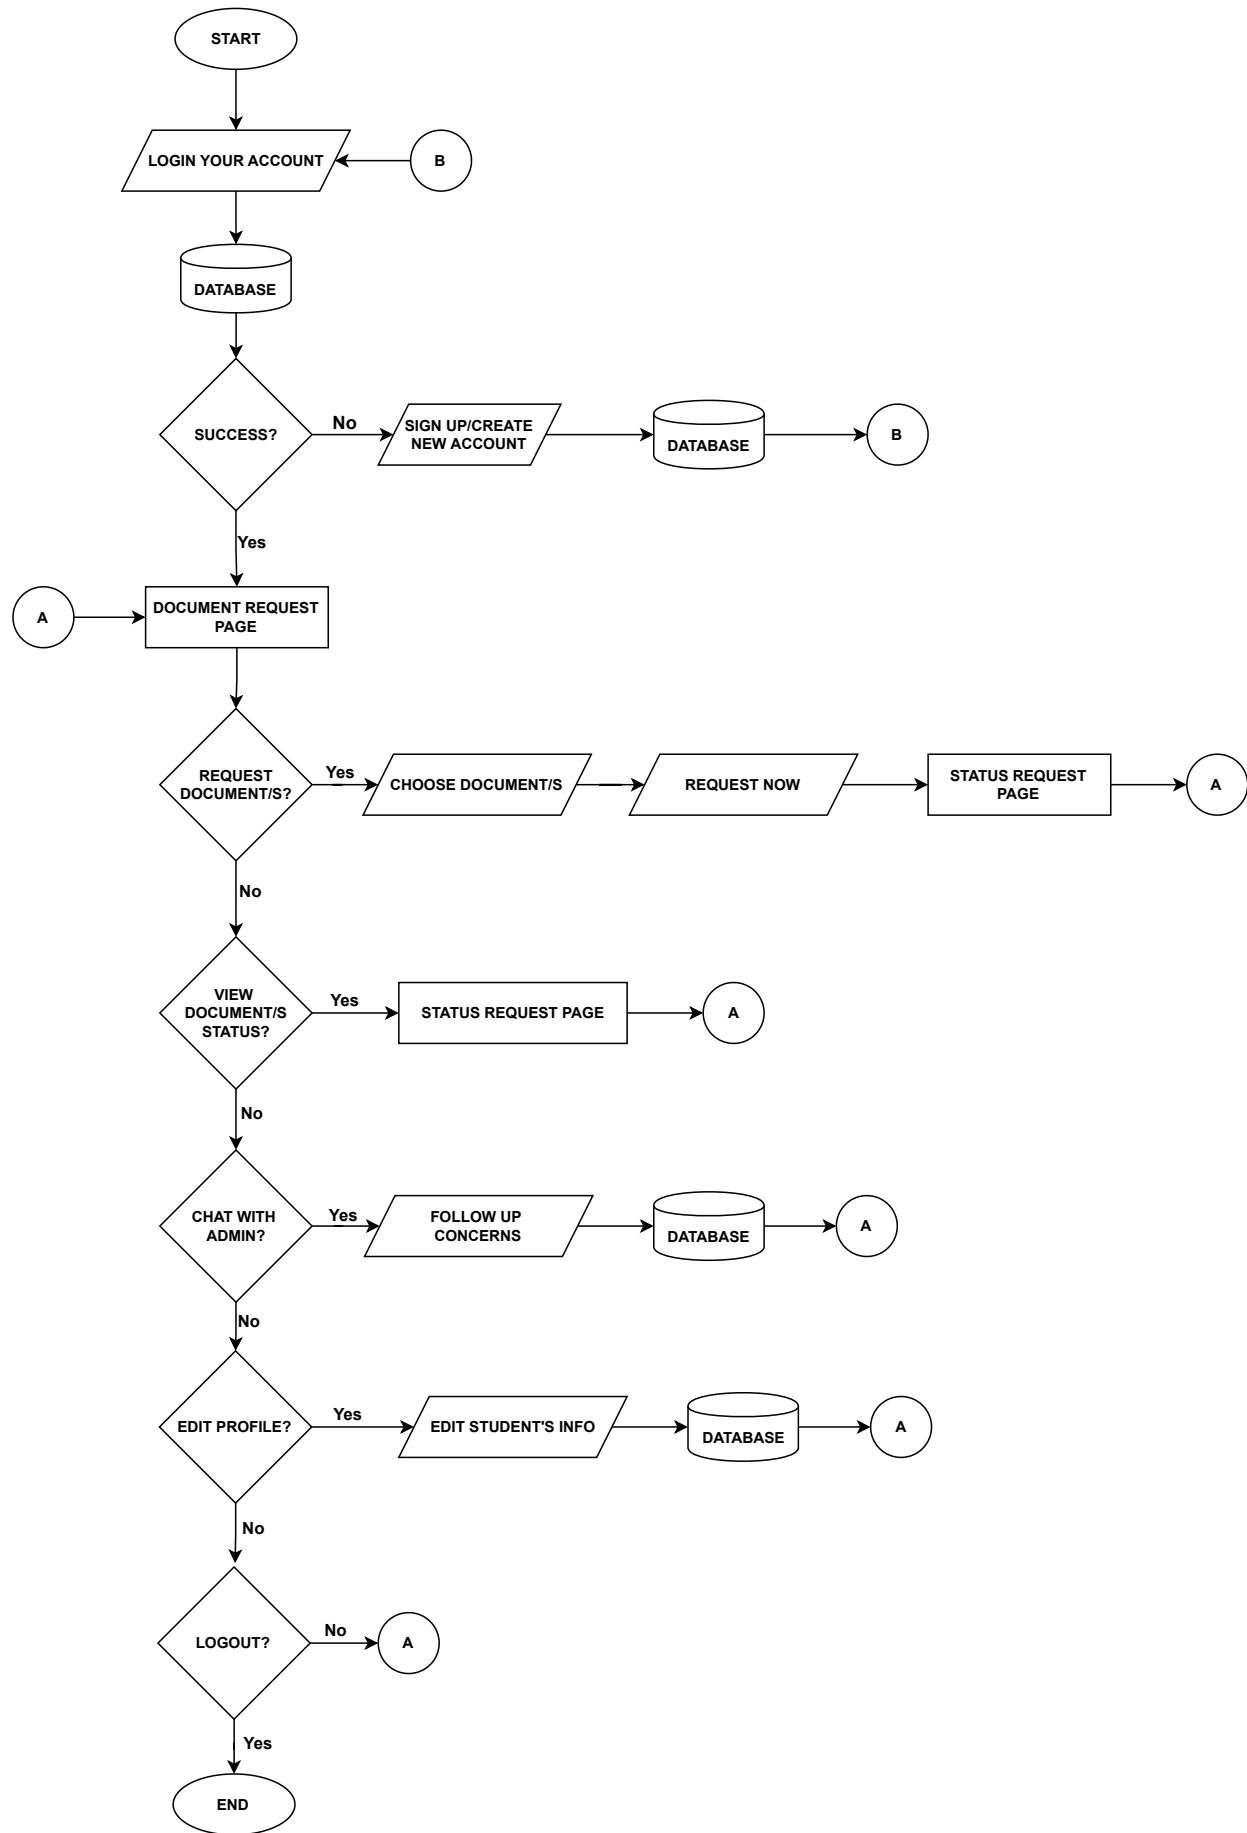 START
LOGIN YOUR ACCOUNT
B
DATABASE
SUCCESS?
No
SIGN UP/CREATE
NEW ACCOUNT
DATABASE
B
Yes
A
DOCUMENT REQUEST
PAGE
REQUEST
DOCUMENT/S?
Yes
CHOOSE DOCUMENT/S
REQUEST NOW
STATUS REQUEST
PAGE
A
No
VIEW
DOCUMENT/S
STATUS?
Yes
STATUS REQUEST PAGE
A
No
CHAT WITH
ADMIN?
Yes
FOLLOW UP
CONCERNS
DATABASE
A
No
EDIT PROFILE?
Yes
EDIT STUDENT'S INFO
DATABASE
A
No
LOGOUT?
No
A
Yes
END